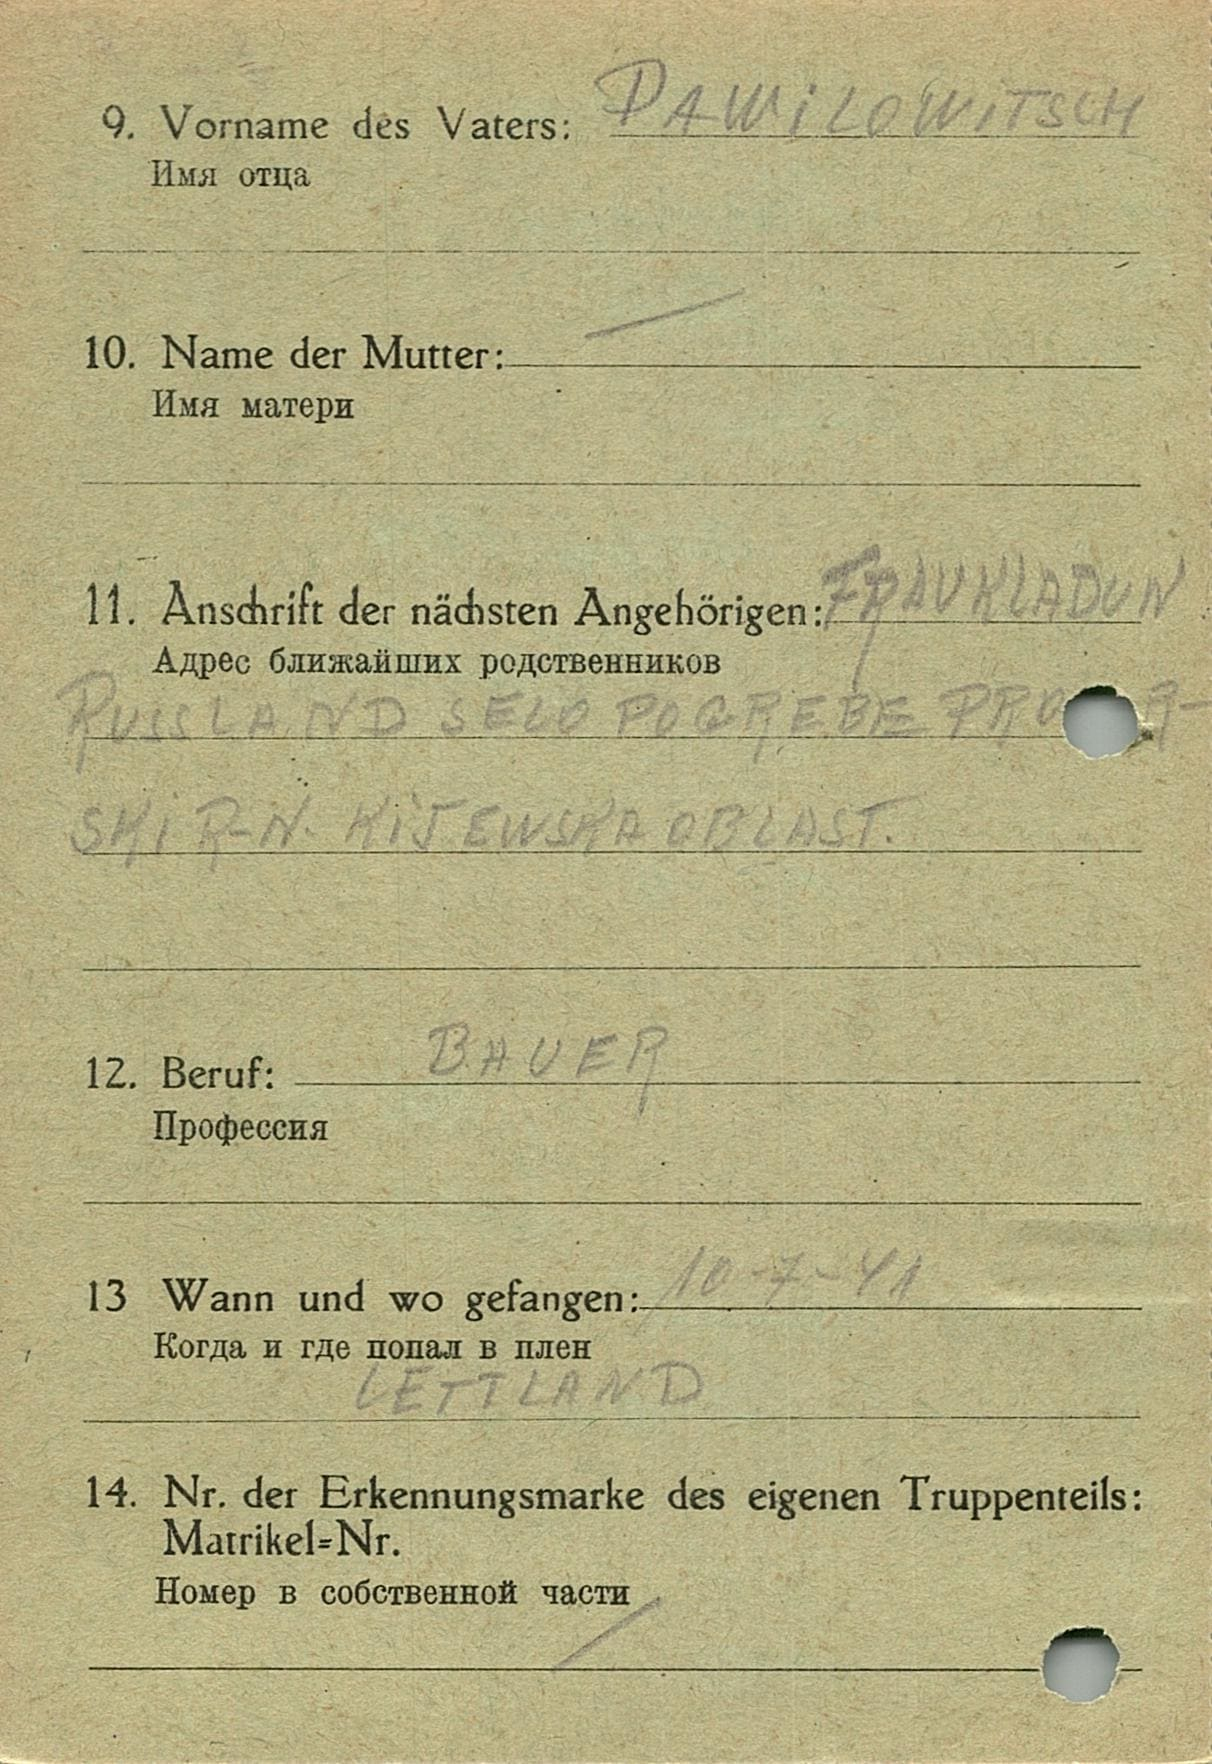 9. Vorname des Vaters: DAWILOWITSCH
Имя отца
10. Name der Mutter:
Имя матери
11. Anschrift der nächsten Angehörigen: FRAU KLADUN
Адрес ближайших родственников
RUSSLAND SELO POGREBE
SKI R-N. KIJEWSKA OBLAST.
12. Beruf: BAUER
Профессия
13 Wann und wo gefangen: 10-7-41
Когда и где попал в плен
LETTLAND
14. Nr. der Erkennungsmarke des eigenen Truppenteils:
Matrikel=Nr.
Номер в собственной части